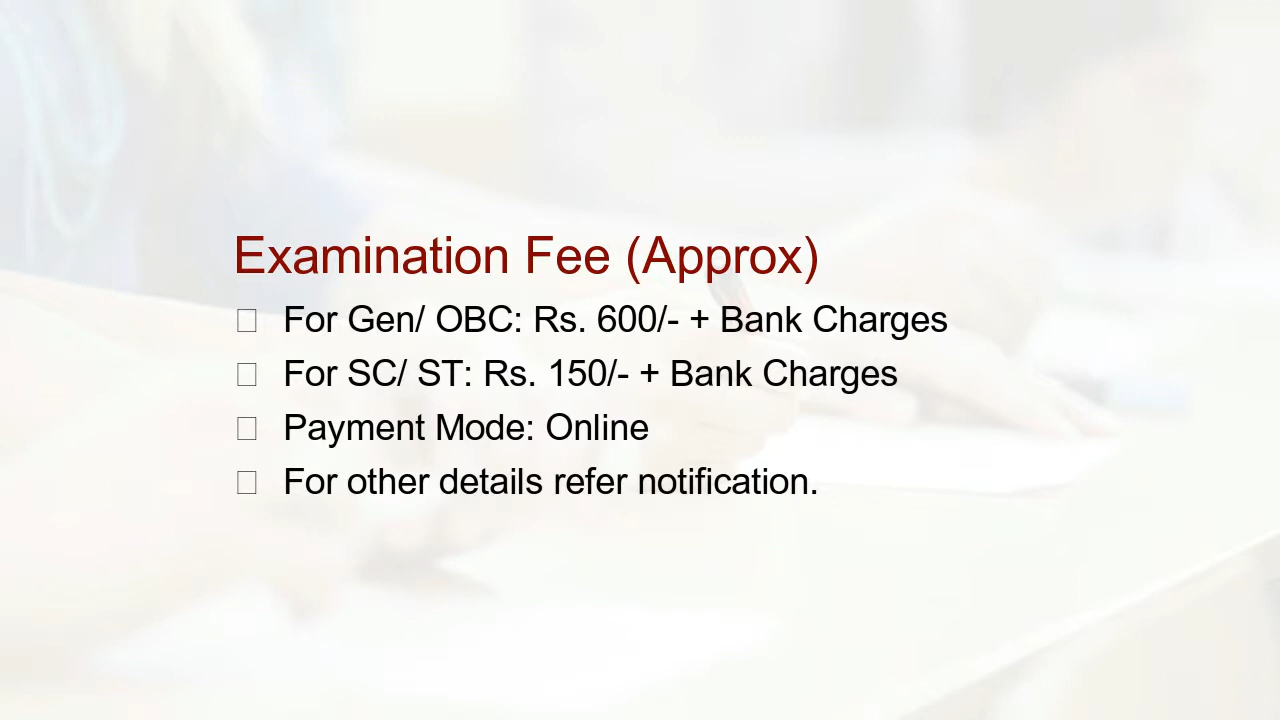 Examination Fee (Approx)
For Gen/ OBC: Rs. 600/- + Bank Charges
For SC/ ST: Rs. 150/- + Bank Charges
Payment Mode: Online
For other details refer notification.